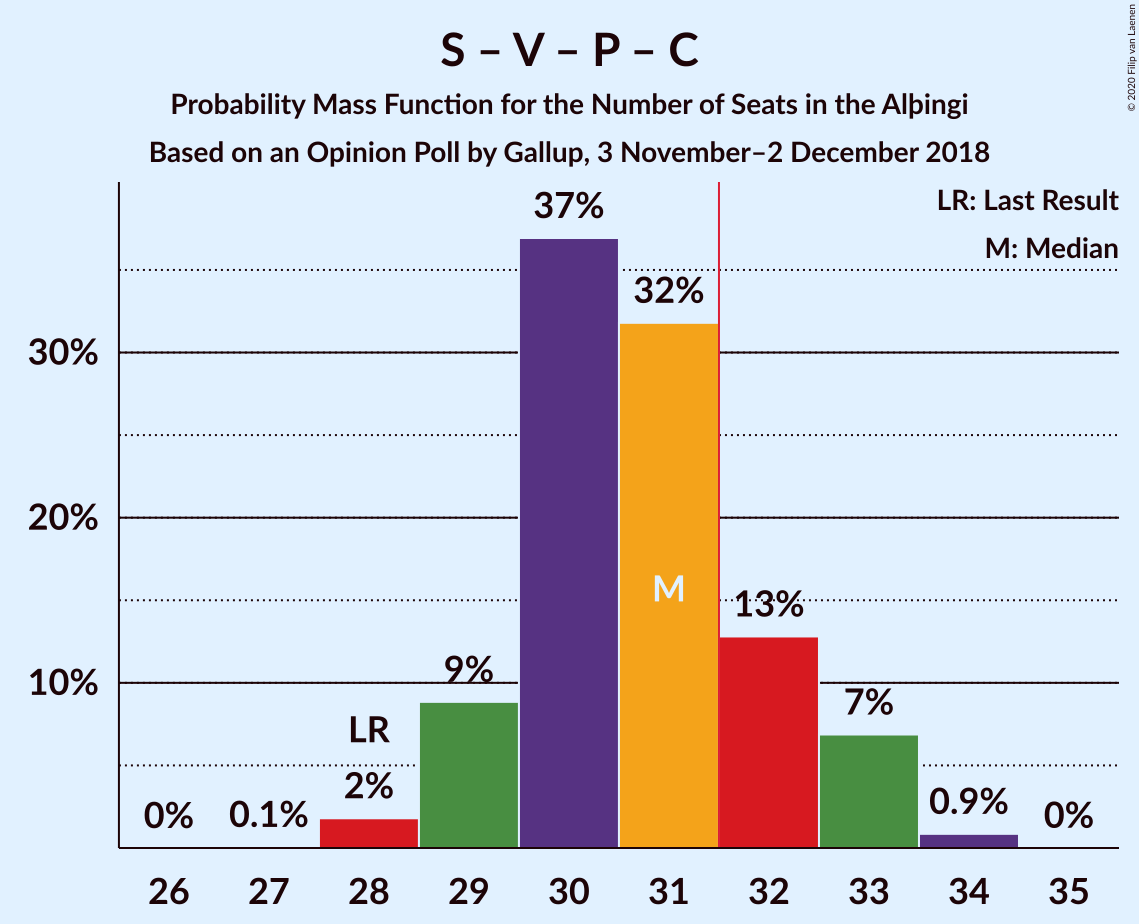 S – V – P – C
Probability Mass Function for the Number of Seats in the Alþingi
Based on an Opinion Poll by Gallup, 3 November–2 December 2018
© 2020 Filip van Laenen
LR: Last Result
M: Median
37%
32%
30%
20%
M
13%
10%
9%
7%
LR
2%
0%
0.1%
0.9%
0%
26 27 28 29 30 31 32 33 34 35